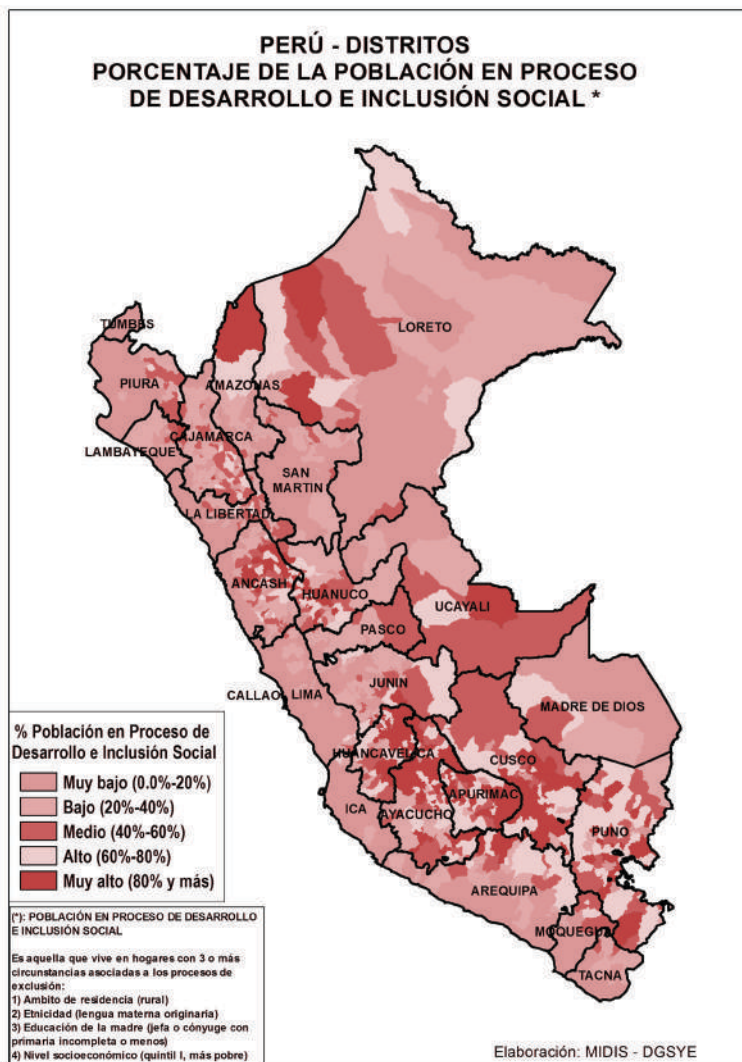 PERÚ - DISTRITOS
PORCENTAJE DE LA POBLACIÓN EN PROCESO
DE DESARROLLO E INCLUSIÓN SOCIAL *
TUMBES
LORETO
PIURA
AMAZONAS
CAJAMARCA
LAMBAYEQUE
SAN
MARTIN
LA LIBERTAD
ANCASH
HUANUCO
UCAYALI
PASCO
JUNIN
CALLAO
LIMA
MADRE DE DIOS
HUANCAVELICA
CUSCO
ICA
AYACUCHO
APURIMAC
PUNO
AREQUIPA
MOQUEGUA
TACNA
% Población en Proceso de
Desarrollo e Inclusión Social
Muy bajo (0.0%-20%)
Bajo (20%-40%)
Medio (40%-60%)
Alto (60%-80%)
Muy alto (80% y más)
(*): POBLACIÓN EN PROCESO DE DESARROLLO
E INCLUSIÓN SOCIAL
Es aquella que vive en hogares con 3 o más
circunstancias asociadas a los procesos de
exclusión:
1) Ambito de residencia (rural)
2) Etnicidad (lengua materna originaria)
3) Educación de la madre (jefa o cónyuge con
primaria incompleta o menos)
4) Nivel socioeconómico (quintil I, más pobre)
Elaboración: MIDIS - DGSYE